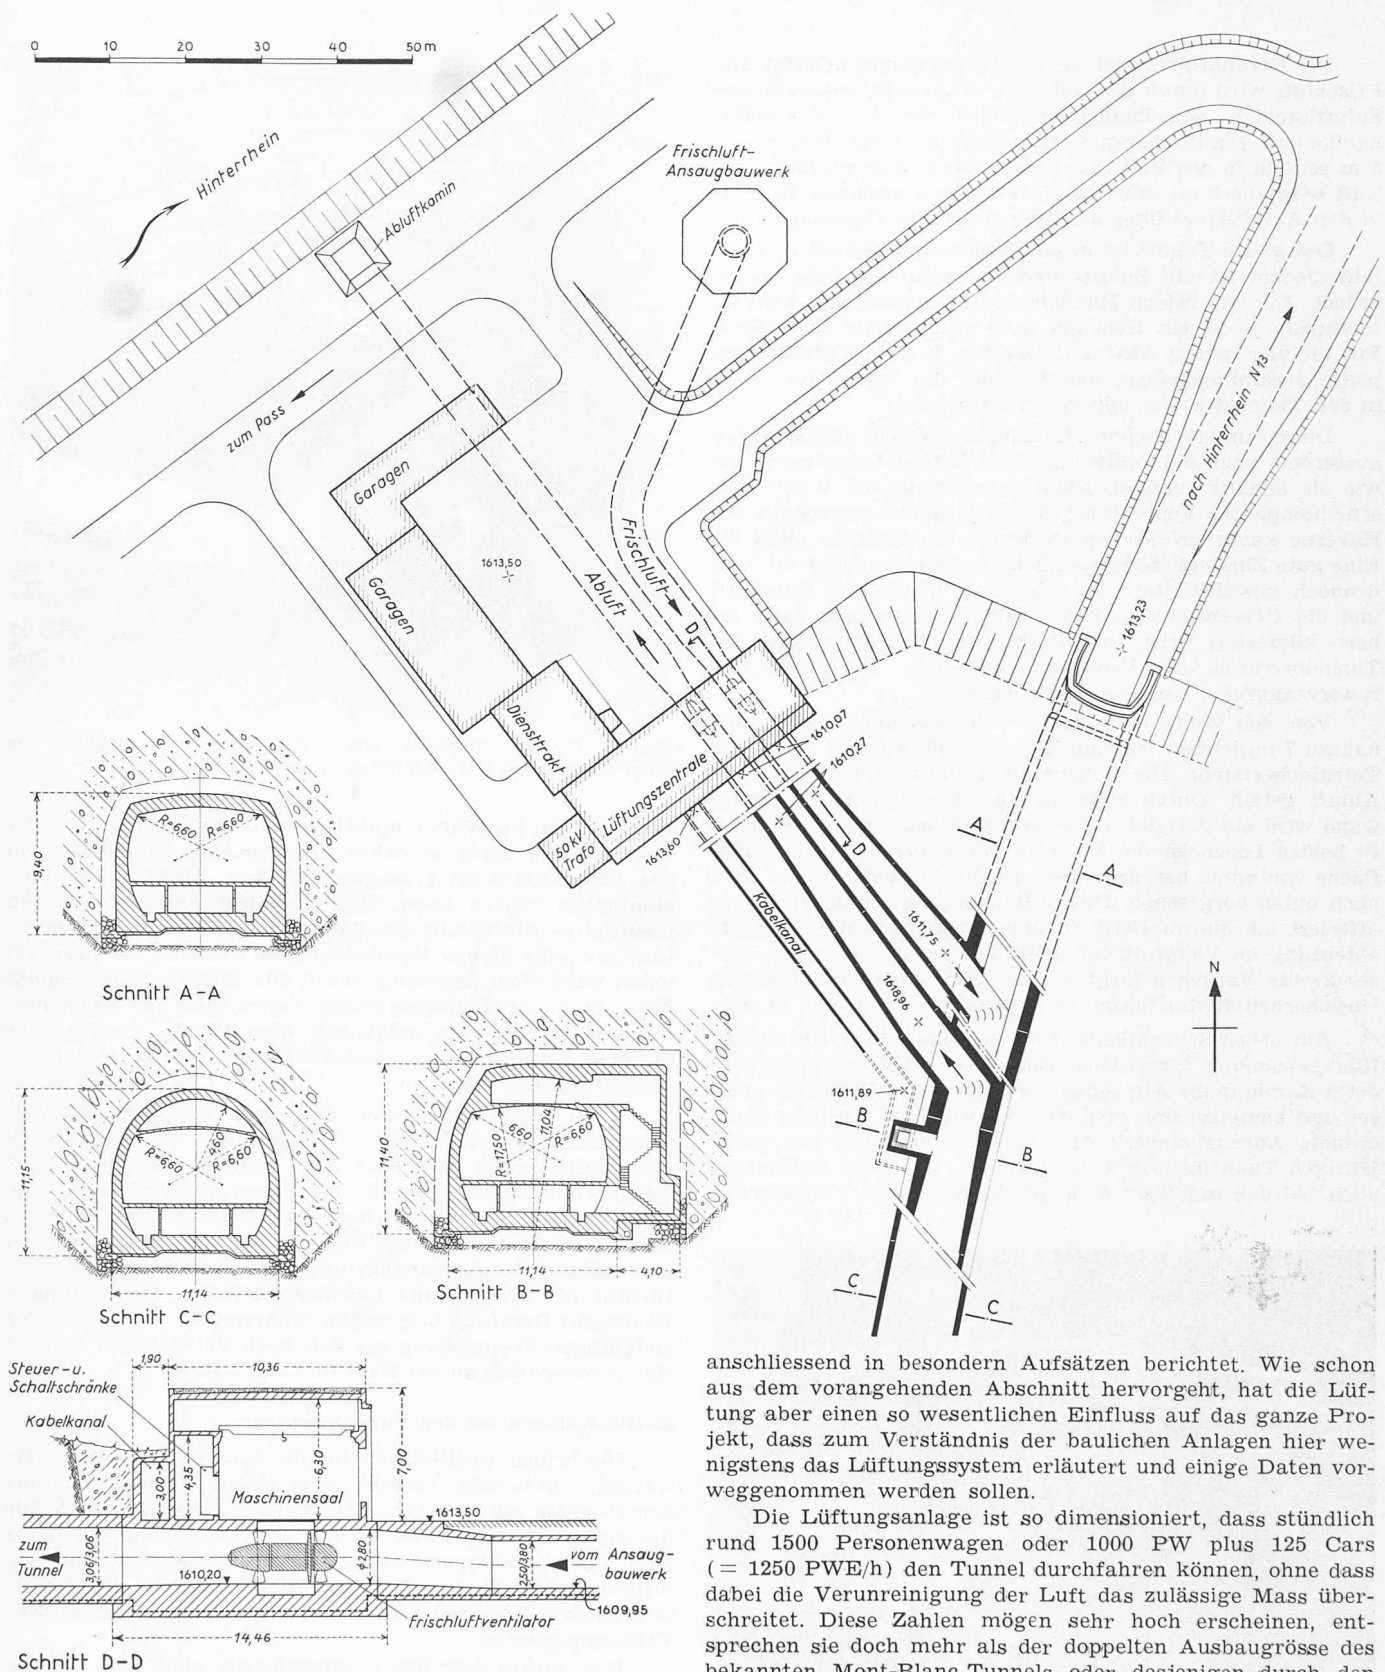 0 10 20 30 40 50 m
Hinterrhein
Abluftkamin
Frischluft-
Ansaugbauwerk
zum Pass
nach Hinterrhein N 13
Garagen
Garagen
1613,50
Frischluft
Abluft
D
1613,23
Diensttrakt
Lüftungszentrale
50 kV
Trafo
1610,07
1610,27
1613,60
D
A
A
Kabelkanal
1611,75
1618,96
1611,89
B
B
C
C
N
9,40
R=6,60
R=6,60
Schnitt A-A
11,15
R=6,60
4,60
R=6,60
11,14
Schnitt C-C
11,40
R=17,50
6,60
11,04
R=6,60
11,14
4,10
Schnitt B-B
Steuer- u.
Schaltschränke
Kabelkanal
1,90
10,36
3,00
4,35
6,30
7,00
Maschinensaal
1613,50
zum
Tunnel
3,06/3,06
1610,20
φ 2,80
2,50/3,80
vom Ansaug-
bauwerk
1609,95
Frischluftventilator
14,46
Schnitt D-D
anschliessend in besondern Aufsätzen berichtet. Wie schon
aus dem vorangehenden Abschnitt hervorgeht, hat die Lüf-
tung aber einen so wesentlichen Einfluss auf das ganze Pro-
jekt, dass zum Verständnis der baulichen Anlagen hier we-
nigstens das Lüftungssystem erläutert und einige Daten vor-
weggenommen werden sollen.
Die Lüftungsanlage ist so dimensioniert, dass stündlich
rund 1500 Personenwagen oder 1000 PW plus 125 Cars
(= 1250 PWE/h) den Tunnel durchfahren können, ohne dass
dabei die Verunreinigung der Luft das zulässige Mass über-
schreitet. Diese Zahlen mögen sehr hoch erscheinen, ent-
sprechen sie doch mehr als der doppelten Ausbaugrösse des
bekannten Mont-Blanc-Tunnels oder desjenigen durch den